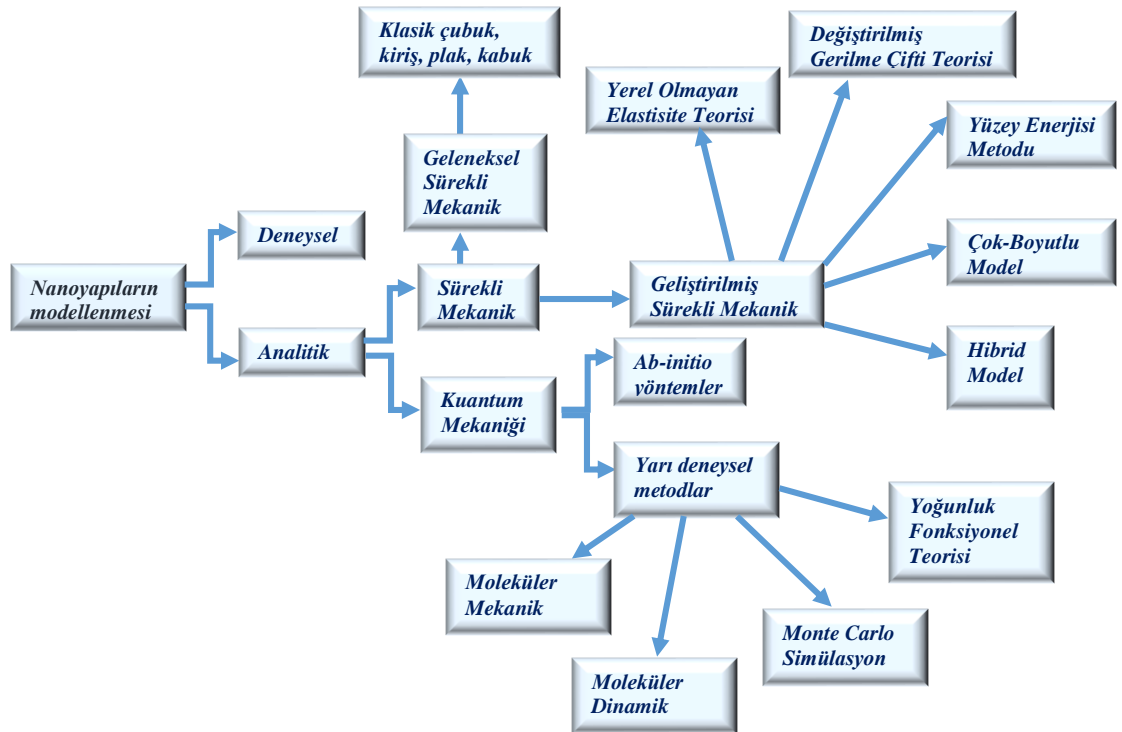 Klasik çubuk,
kiriş, plak, kabuk
Değiştirilmiş
Gerilme Çifti Teorisi
Yerel Olmayan
Elastisite Teorisi
Yüzey Enerjisi
Metodu
Geleneksel
Sürekli
Mekanik
Deneysel
Çok-Boyutlu
Model
Nanoyapıların
modellenmesi
Sürekli
Mekanik
Geliştirilmiş
Sürekli Mekanik
Analitik
Hibrid
Model
Ab-initio
yöntemler
Kuantum
Mekaniği
Yarı deneysel
metodlar
Yoğunluk
Fonksiyonel
Teorisi
Moleküler
Mekanik
Monte Carlo
Simülasyon
Moleküler
Dinamik